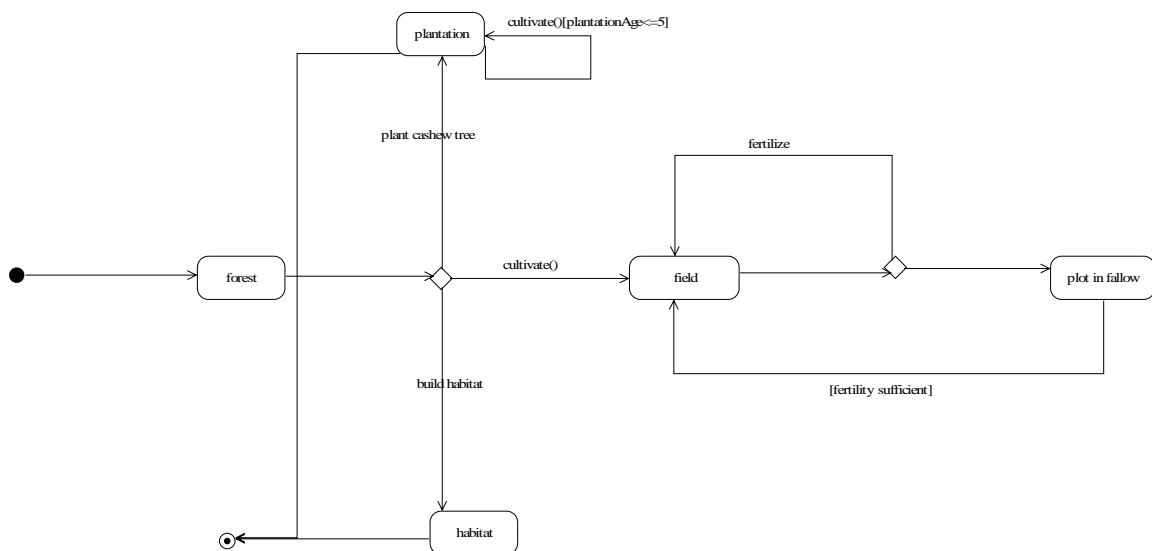 cultivate()[plantationAge<=5]
plantation
plant cashew tree
fertilize
cultivate()
forest
field
plot in fallow
build habitat
[fertility sufficient]
habitat